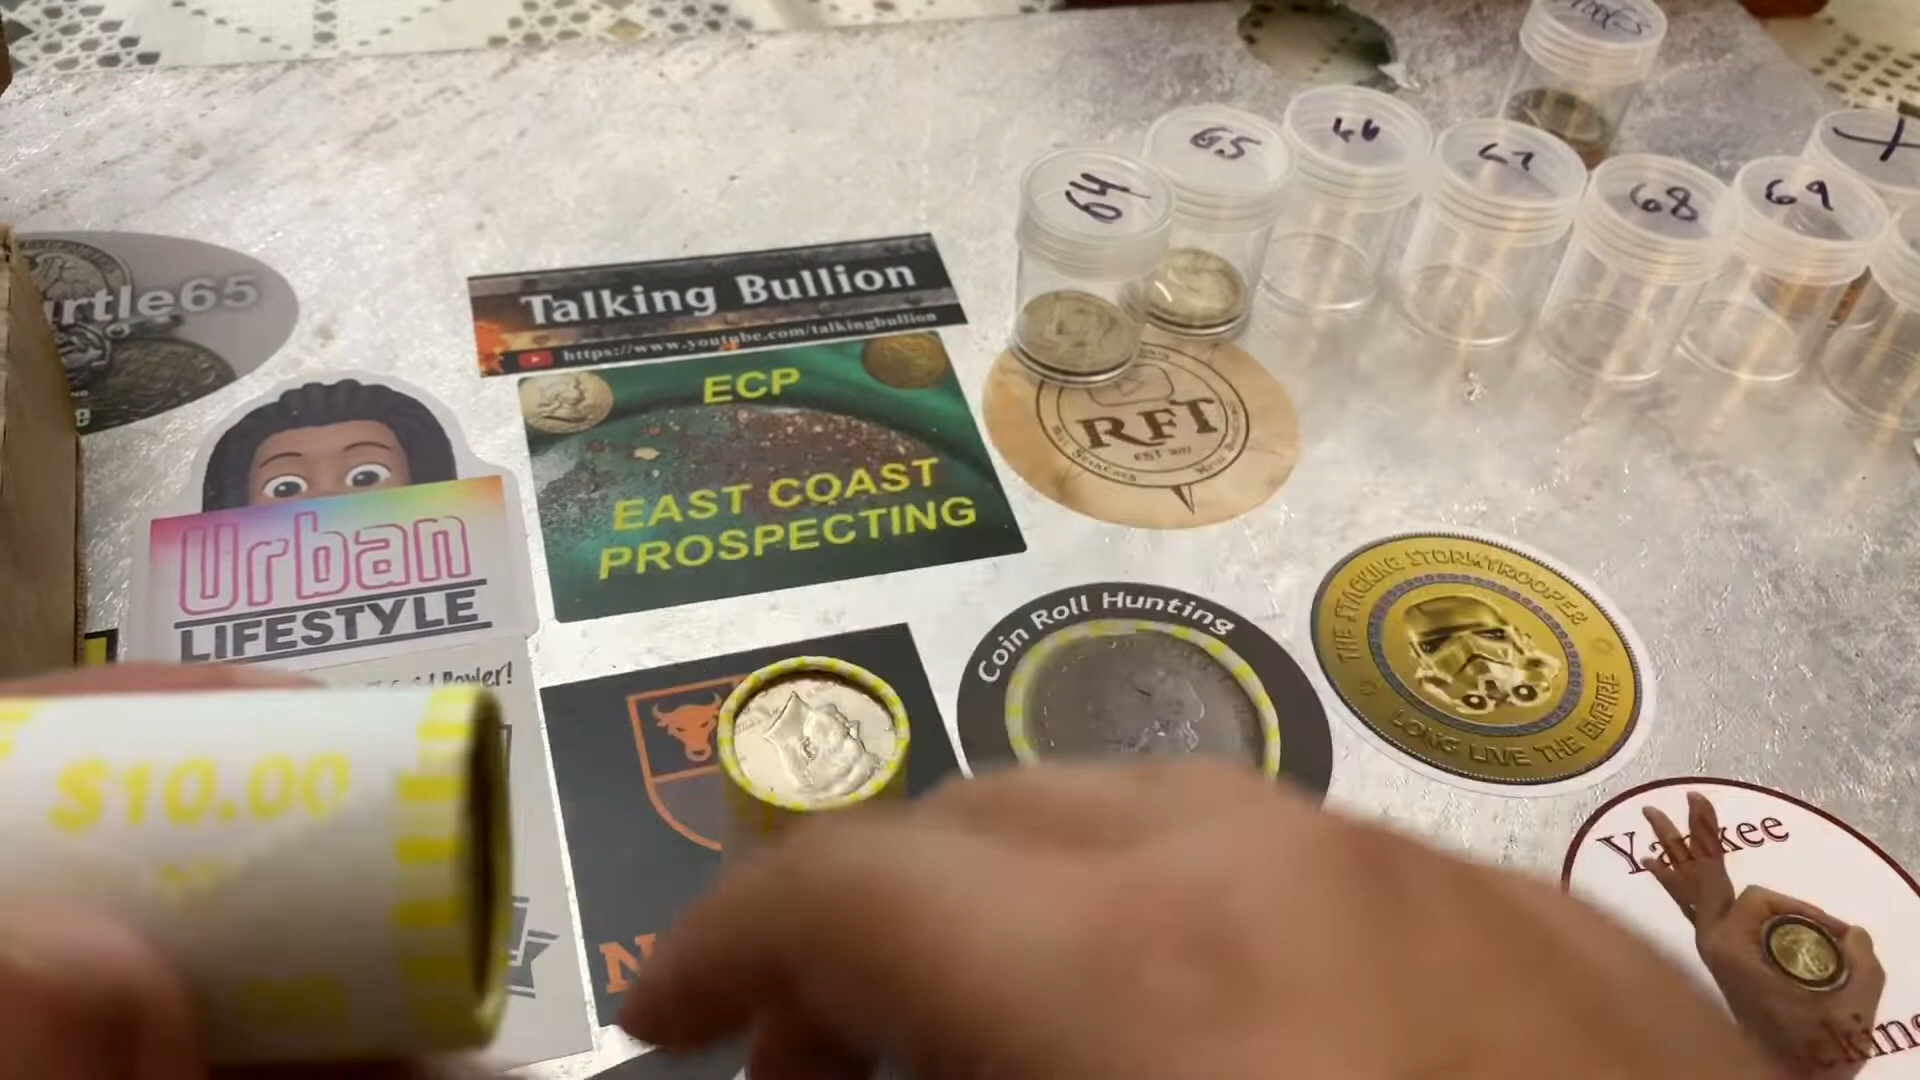 64
65
66
67
68
69
rtle65
Talking Bullion
https://www.youtube.com/talkingbullion
ECP
EAST COAST
PROSPECTING
RFT
Urban
LIFESTYLE
Coin Roll Hunting
THE STACKING STORMTROOPER
LONG LIVE THE EMPIRE
$10.00
N
Yankee